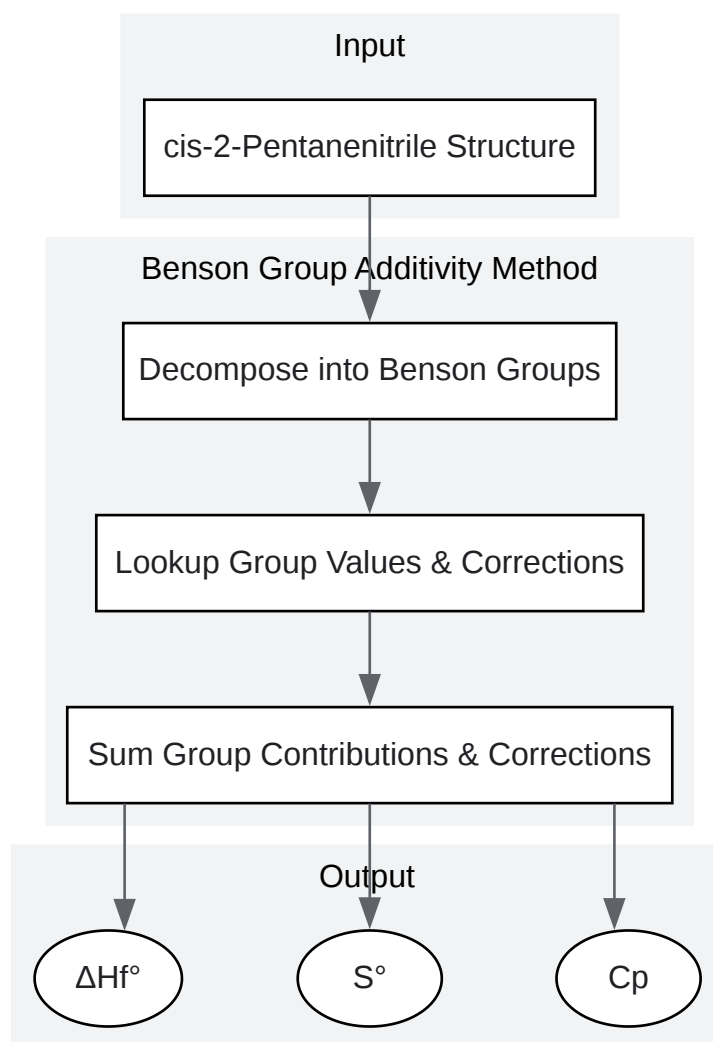 Input
cis-2-Pentanenitrile Structure
Benson Group Additivity Method
Decompose into Benson Groups
Lookup Group Values & Corrections
Sum Group Contributions & Corrections
Output
ΔHf° S° Cp